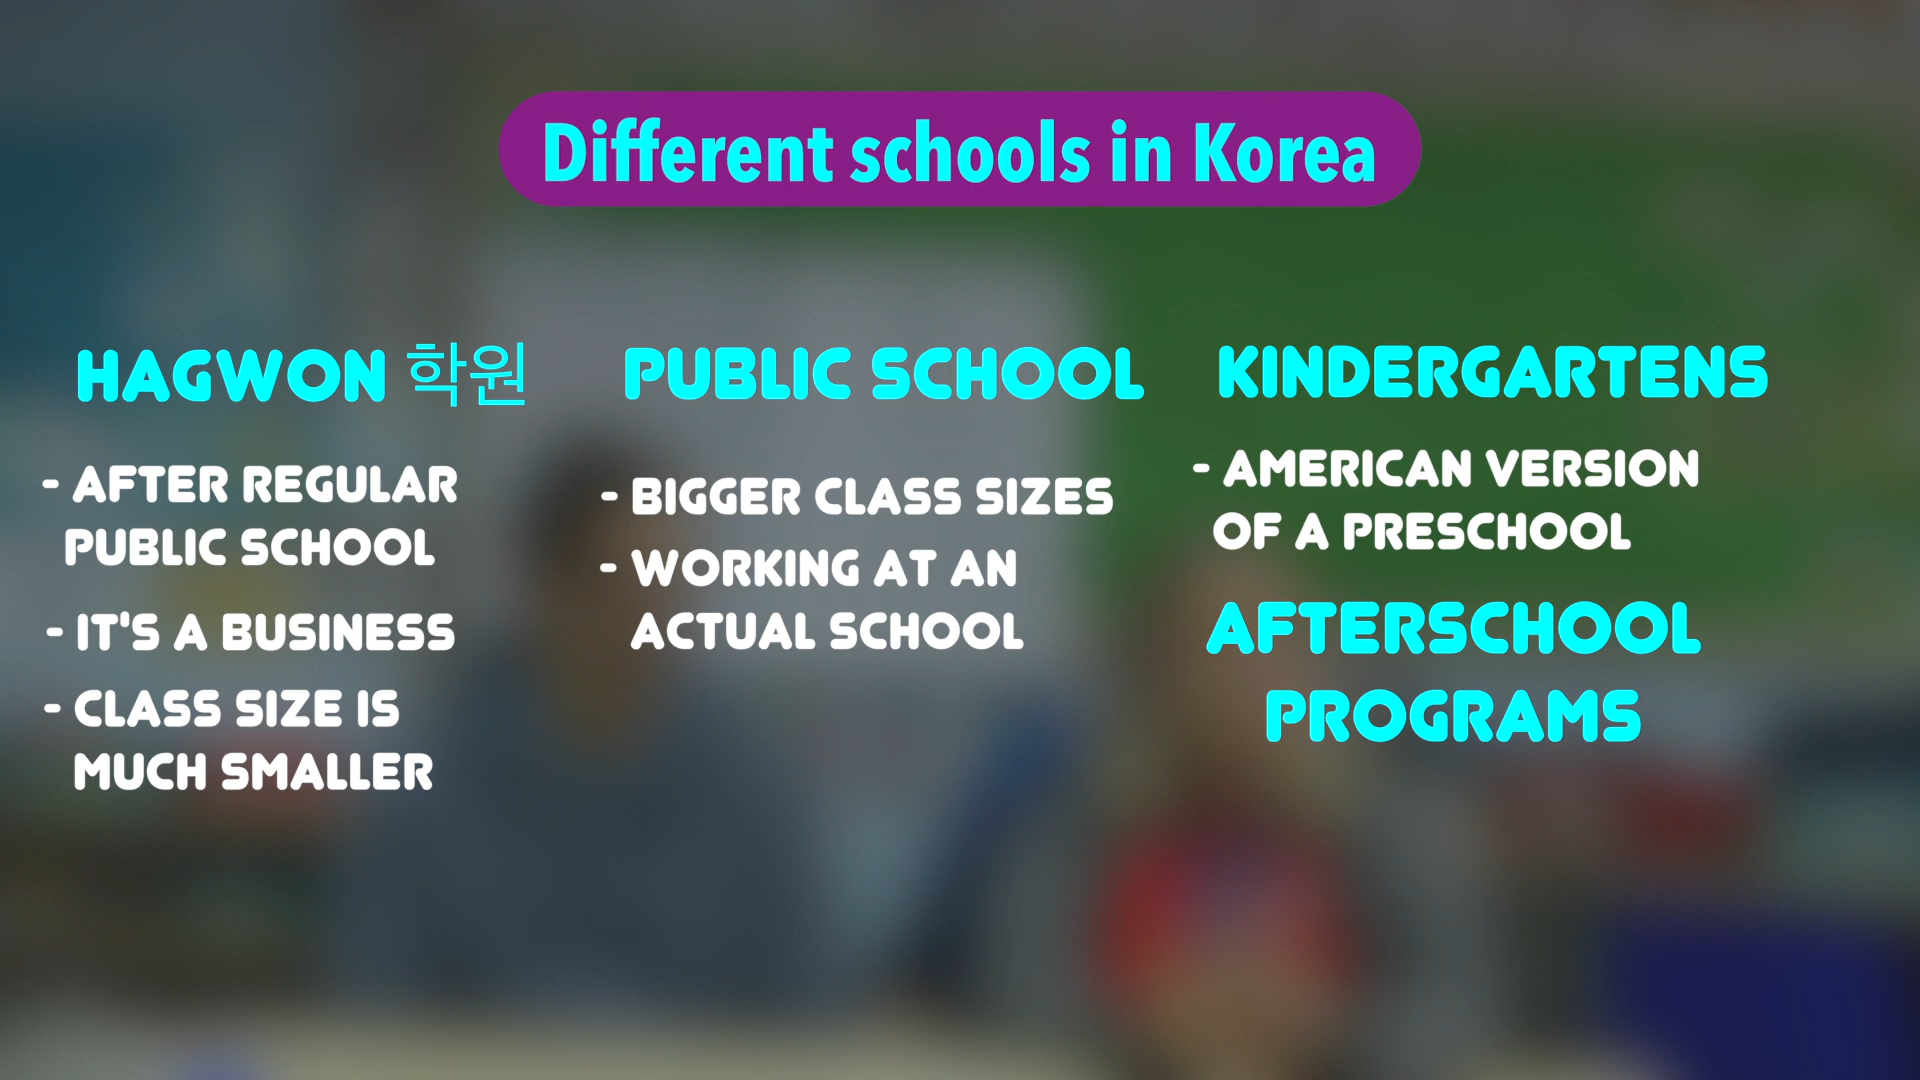 Different schools in Korea
HAGWON 학원
- AFTER REGULAR
PUBLIC SCHOOL
- IT'S A BUSINESS
- CLASS SIZE IS
MUCH SMALLER
PUBLIC SCHOOL
- BIGGER CLASS SIZES
- WORKING AT AN
ACTUAL SCHOOL
KINDERGARTENS
- AMERICAN VERSION
OF A PRESCHOOL
AFTERSCHOOL
PROGRAMS